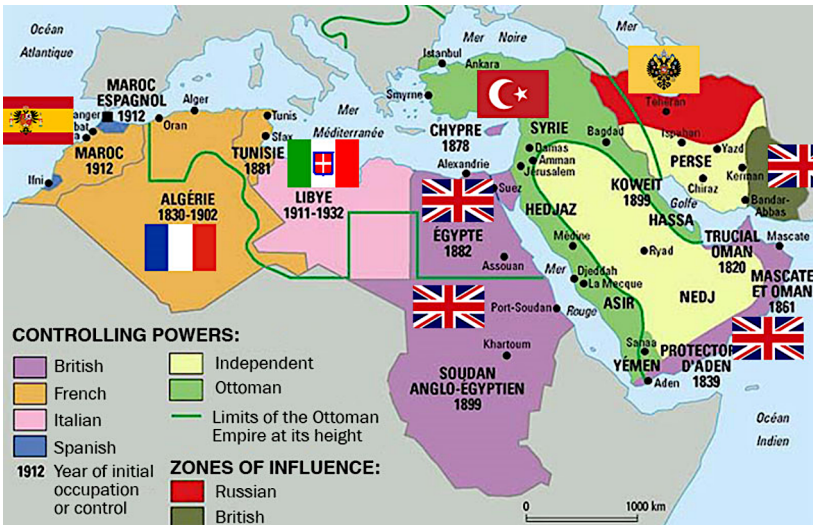 Océan
Atlantique
Mer
Mer Noire
Istanbul
Ankara
Smyrne
Téhéran
MAROC
ESPAGNOL
1912
Alger
Oran
Tunis
Sfax
Mer
Méditerranée
CHYPRE
1878
SYRIE
Bagdad
Ispahan
Yazd
MAROC
1912
TUNISIE
1881
Alexandrie
Damas
Amman
Jérusalem
PERSE
Kerman
Chiraz
Ifni
ALGÉRIE
1830-1902
LIBYE
1911-1932
Suez
KOWEIT
1899
Golfe
Bandar-
Abbas
HEDJAZ
HASSA
ÉGYPTE
1882
Médine
TRUCIAL
OMAN
1820
Mascate
Assouan
Ryad
Mer
Djeddah
La Mecque
MASCATE
ET OMAN
1861
NEDJ
Port-Soudan
Rouge
ASIR
Khartoum
Sanaa
YÉMEN
Aden
PROTECTOR
D'ADEN
1839
SOUDAN
ANGLO-ÉGYPTIEN
1899
Océan
Indien
CONTROLLING POWERS:
British
French
Italian
Spanish
1912 Year of initial
occupation
or control
Independent
Ottoman
Limits of the Ottoman
Empire at its height
ZONES OF INFLUENCE:
Russian
British
0 1000 km